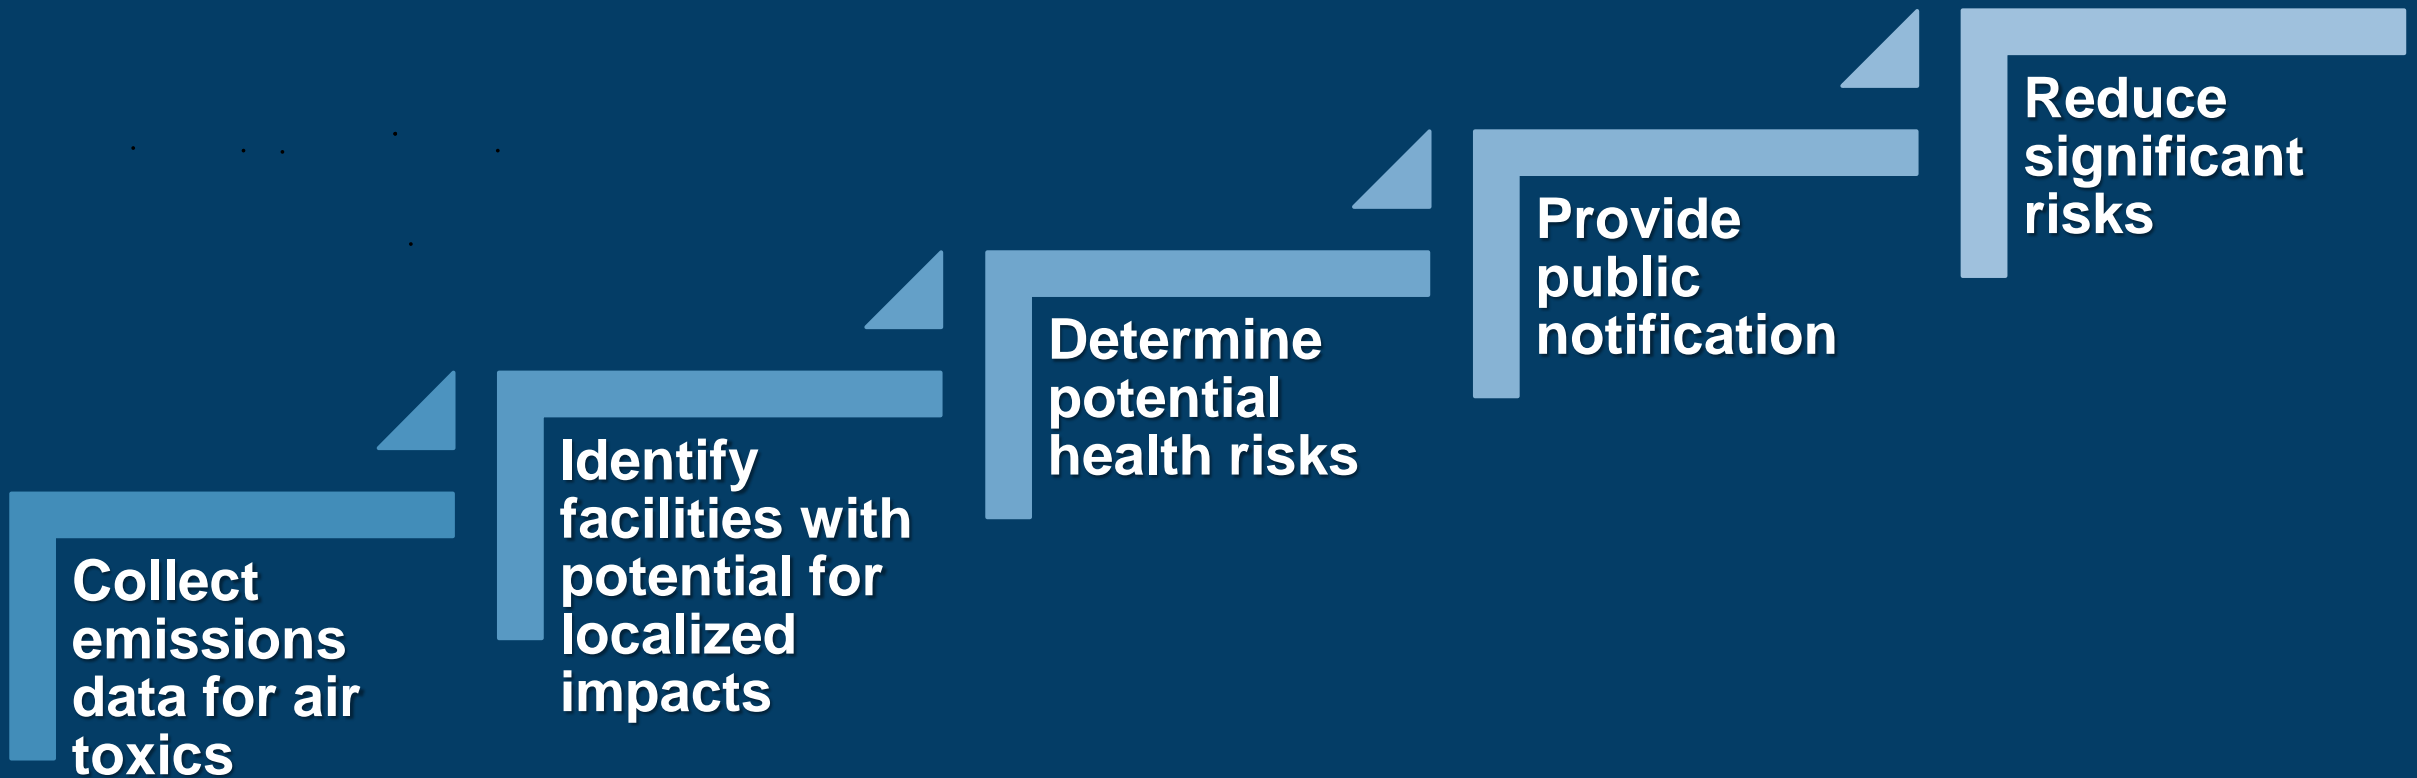 Collect
emissions
data for air
toxics
Identify
facilities with
potential for
localized
impacts
Determine
potential
health risks
Provide
public
notification
Reduce
significant
risks